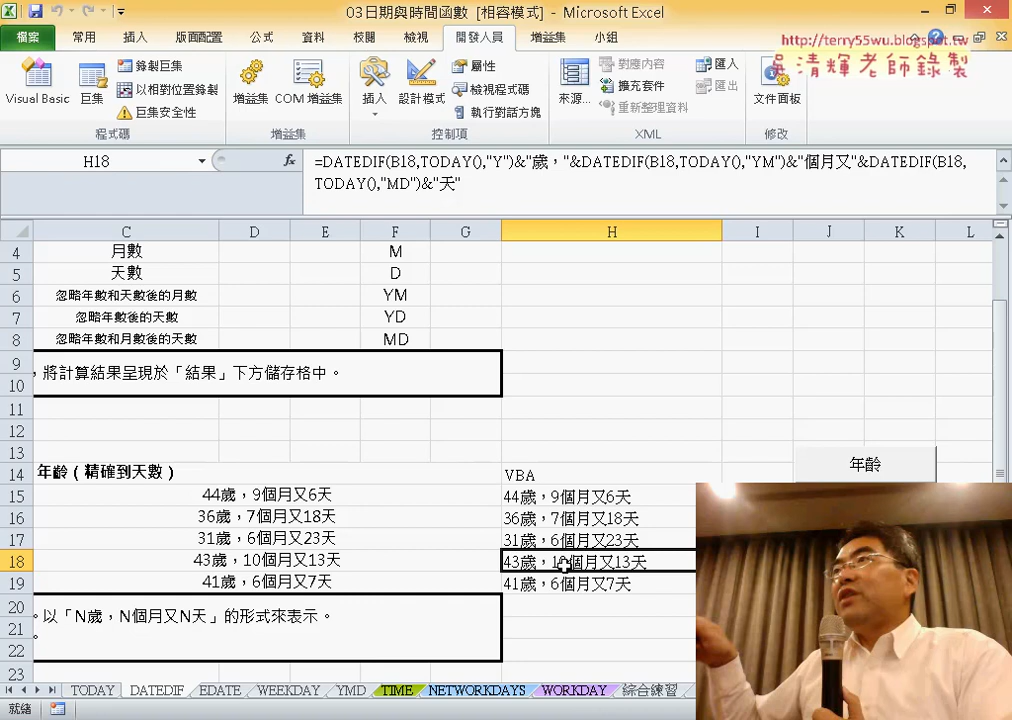 03日期與時間函數 [相容模式] - Microsoft Excel
檔案 常用 插入 版面配置 公式 資料 校閱 檢視 開發人員 增益集 小組
http://terry55wu.blogspot.tw
吳清輝老師錄製
Visual Basic 巨集 錄製巨集 以相對位置錄製 巨集安全性
增益集 COM 增益集
插入 設計模式 屬性 檢視程式碼 執行對話方塊
來源... 對應內容 擴充套件 重新整理資料 匯入 匯出
文件面板
程式碼 增益集 控制項 XML 修改
H18 fx =DATEDIF(B18,TODAY(),"Y")&"歲，"&DATEDIF(B18,TODAY(),"YM")&"個月又"&DATEDIF(B18,
TODAY(),"MD")&"天"
C D E F G H I J K L
4 月數 M
5 天數 D
6 忽略年數和天數後的月數 YM
7 忽略年數後的天數 YD
8 忽略年數和月數後的天數 MD
9
，將計算結果呈現於「結果」下方儲存格中。
10
11
12
13
年齡
14 年齡（精確到天數） VBA
15 44歲，9個月又6天 44歲，9個月又6天
16 36歲，7個月又18天 36歲，7個月又18天
17 31歲，6個月又23天 31歲，6個月又23天
18 43歲，10個月又13天 43歲，10個月又13天
19 41歲，6個月又7天 41歲，6個月又7天
20 。以「N歲，N個月又N天」的形式來表示。
21 。
22
23
TODAY DATEDIF EDATE WEEKDAY YMD TIME NETWORKDAYS WORKDAY 綜合練習
就緒